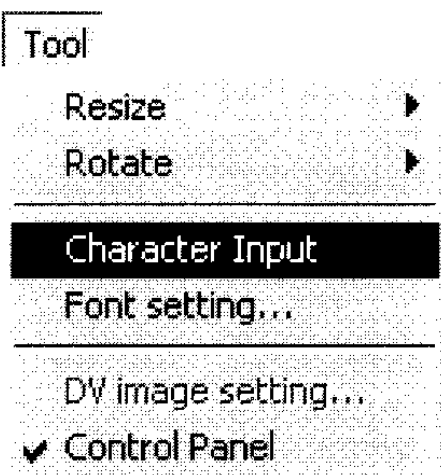 Tool
Resize
Rotate
Character Input
Font setting...
DV image setting...
Control Panel